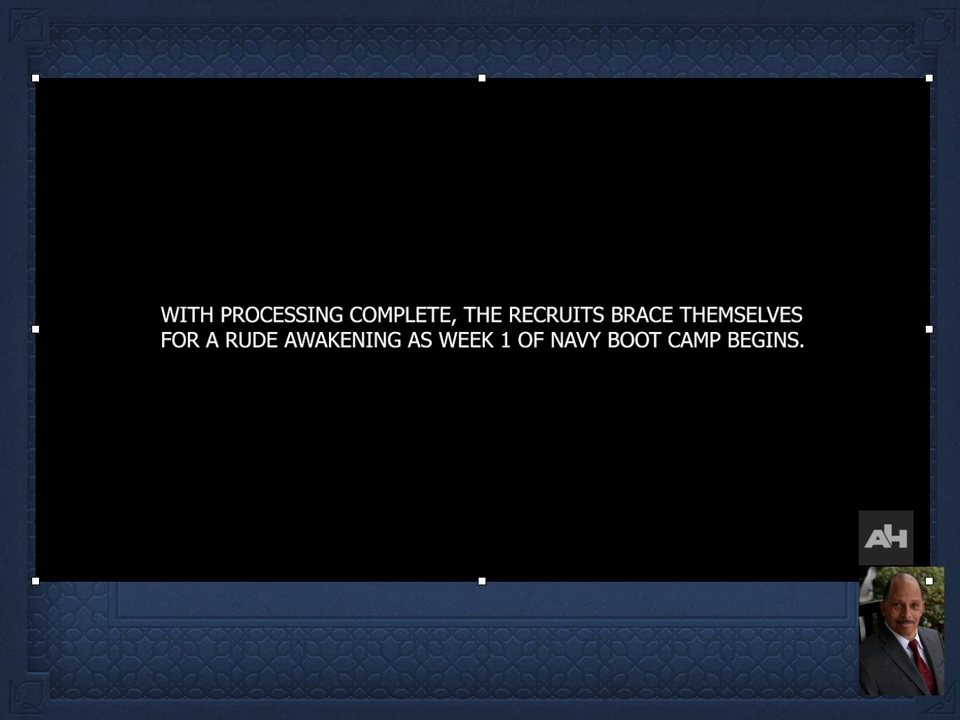 WITH PROCESSING COMPLETE, THE RECRUITS BRACE THEMSELVES
FOR A RUDE AWAKENING AS WEEK 1 OF NAVY BOOT CAMP BEGINS.
AH